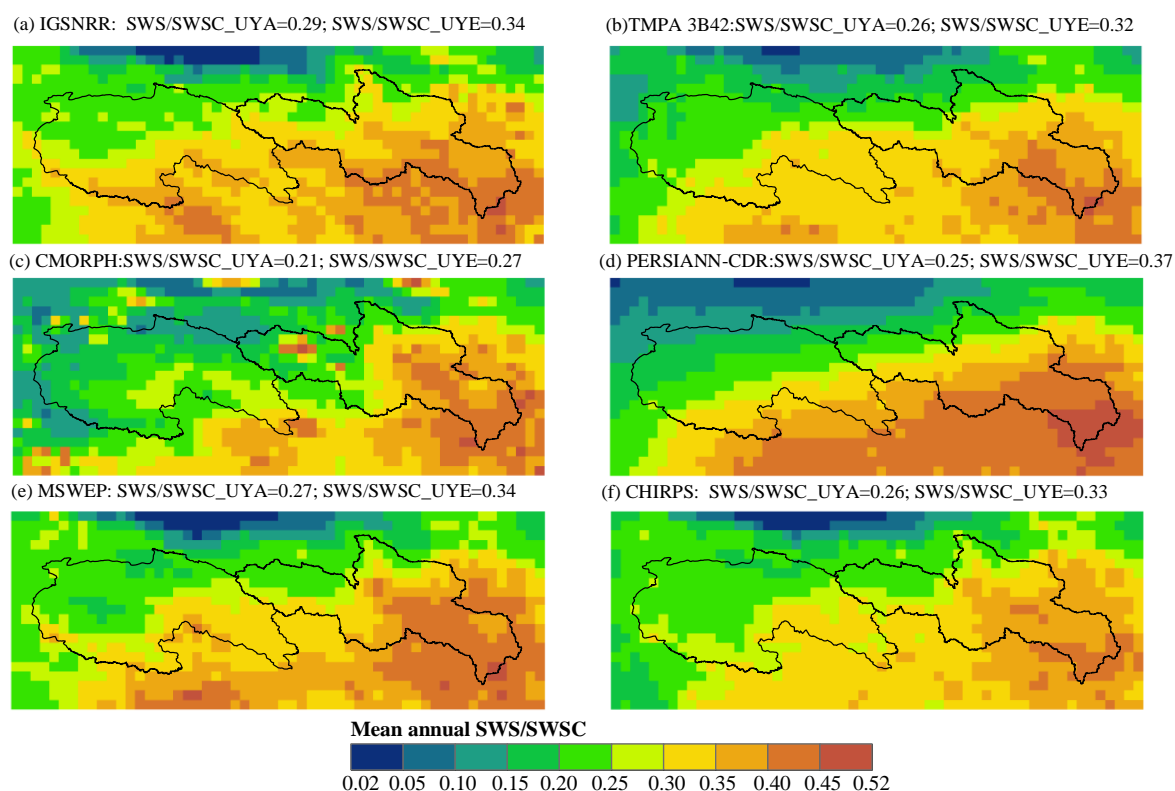 (a) IGSNRR: SWS/SWSC_UYA=0.29; SWS/SWSC_UYE=0.34
(b)TMPA 3B42:SWS/SWSC_UYA=0.26; SWS/SWSC_UYE=0.32
(c) CMORPH:SWS/SWSC_UYA=0.21; SWS/SWSC_UYE=0.27
(d) PERSIANN-CDR:SWS/SWSC_UYA=0.25; SWS/SWSC_UYE=0.37
(e) MSWEP: SWS/SWSC_UYA=0.27; SWS/SWSC_UYE=0.34
(f) CHIRPS: SWS/SWSC_UYA=0.26; SWS/SWSC_UYE=0.33
Mean annual SWS/SWSC
0.02 0.05 0.10 0.15 0.20 0.25 0.30 0.35 0.40 0.45 0.52